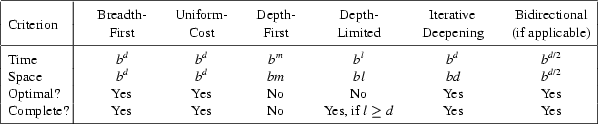 Criterion Breadth- Uniform- Depth- Depth- Iterative Bidirectional
First Cost First Limited Deepening (if applicable)
Time b^d b^d b^m b^l b^d b^{d/2}
Space b^d b^d bm bl bd b^{d/2}
Optimal? Yes Yes No No Yes Yes
Complete? Yes Yes No Yes, if l ≥ d Yes Yes